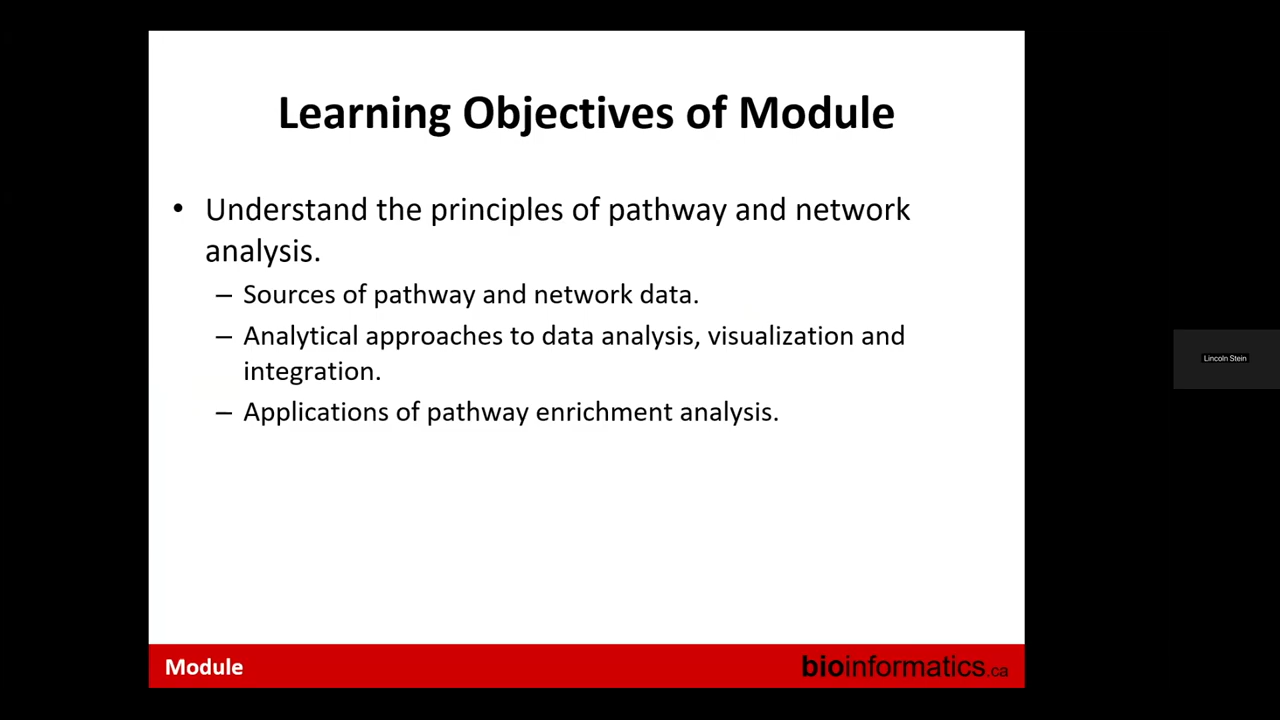 Learning Objectives of Module
• Understand the principles of pathway and network
analysis.
– Sources of pathway and network data.
– Analytical approaches to data analysis, visualization and
integration.
– Applications of pathway enrichment analysis.
Lincoln Stein
Module
bioinformatics.ca